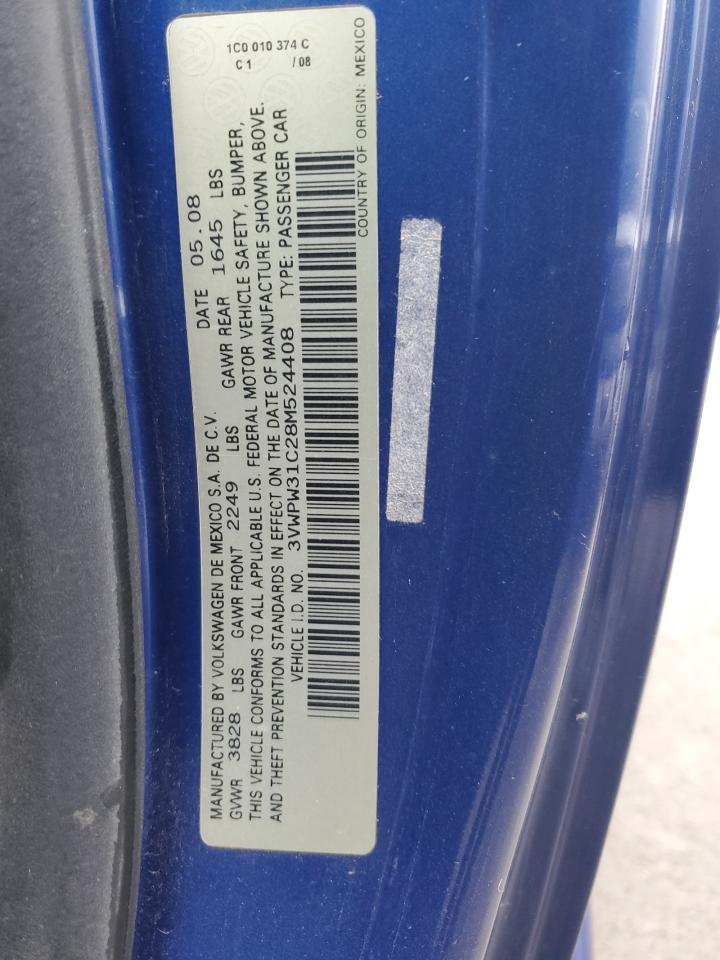 1C0 010 374 C
C 1 /08
MANUFACTURED BY VOLKSWAGEN DE MEXICO S.A. DE C.V. DATE 05.08
GVWR 3828 LBS GAWR FRONT 2249 LBS GAWR REAR 1645 LBS
THIS VEHICLE CONFORMS TO ALL APPLICABLE U.S. FEDERAL MOTOR VEHICLE SAFETY, BUMPER,
AND THEFT PREVENTION STANDARDS IN EFFECT ON THE DATE OF MANUFACTURE SHOWN ABOVE.
VEHICLE I.D. NO. 3VWPW31C28M524408 TYPE: PASSENGER CAR
COUNTRY OF ORIGIN: MEXICO